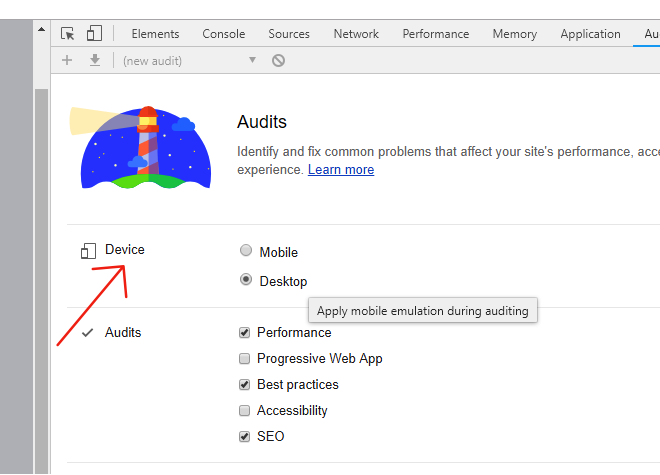 Elements Console Sources Network Performance Memory Application Au
(new audit)
Audits
Identify and fix common problems that affect your site's performance, acce
experience. Learn more
Device
Mobile
Desktop
Apply mobile emulation during auditing
Audits
Performance
Progressive Web App
Best practices
Accessibility
SEO